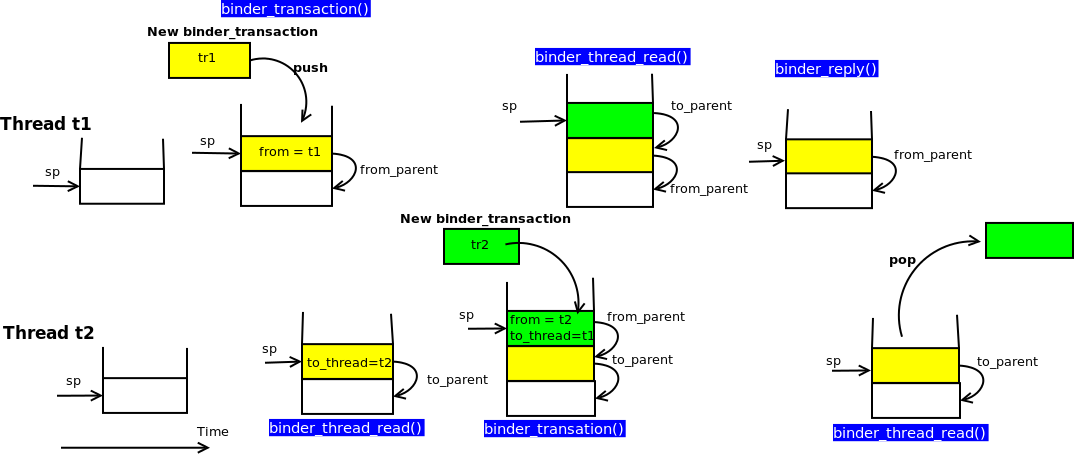 binder_transaction()
New binder_transaction
tr1
push
Thread t1
sp
sp
from = t1
from_parent
binder_thread_read()
sp
to_parent
from_parent
binder_reply()
sp
from_parent
New binder_transaction
tr2
pop
Thread t2
sp
sp
to_thread=t2
to_parent
binder_thread_read()
sp
from = t2
to_thread=t1
from_parent
to_parent
binder_transation()
sp
to_parent
binder_thread_read()
Time